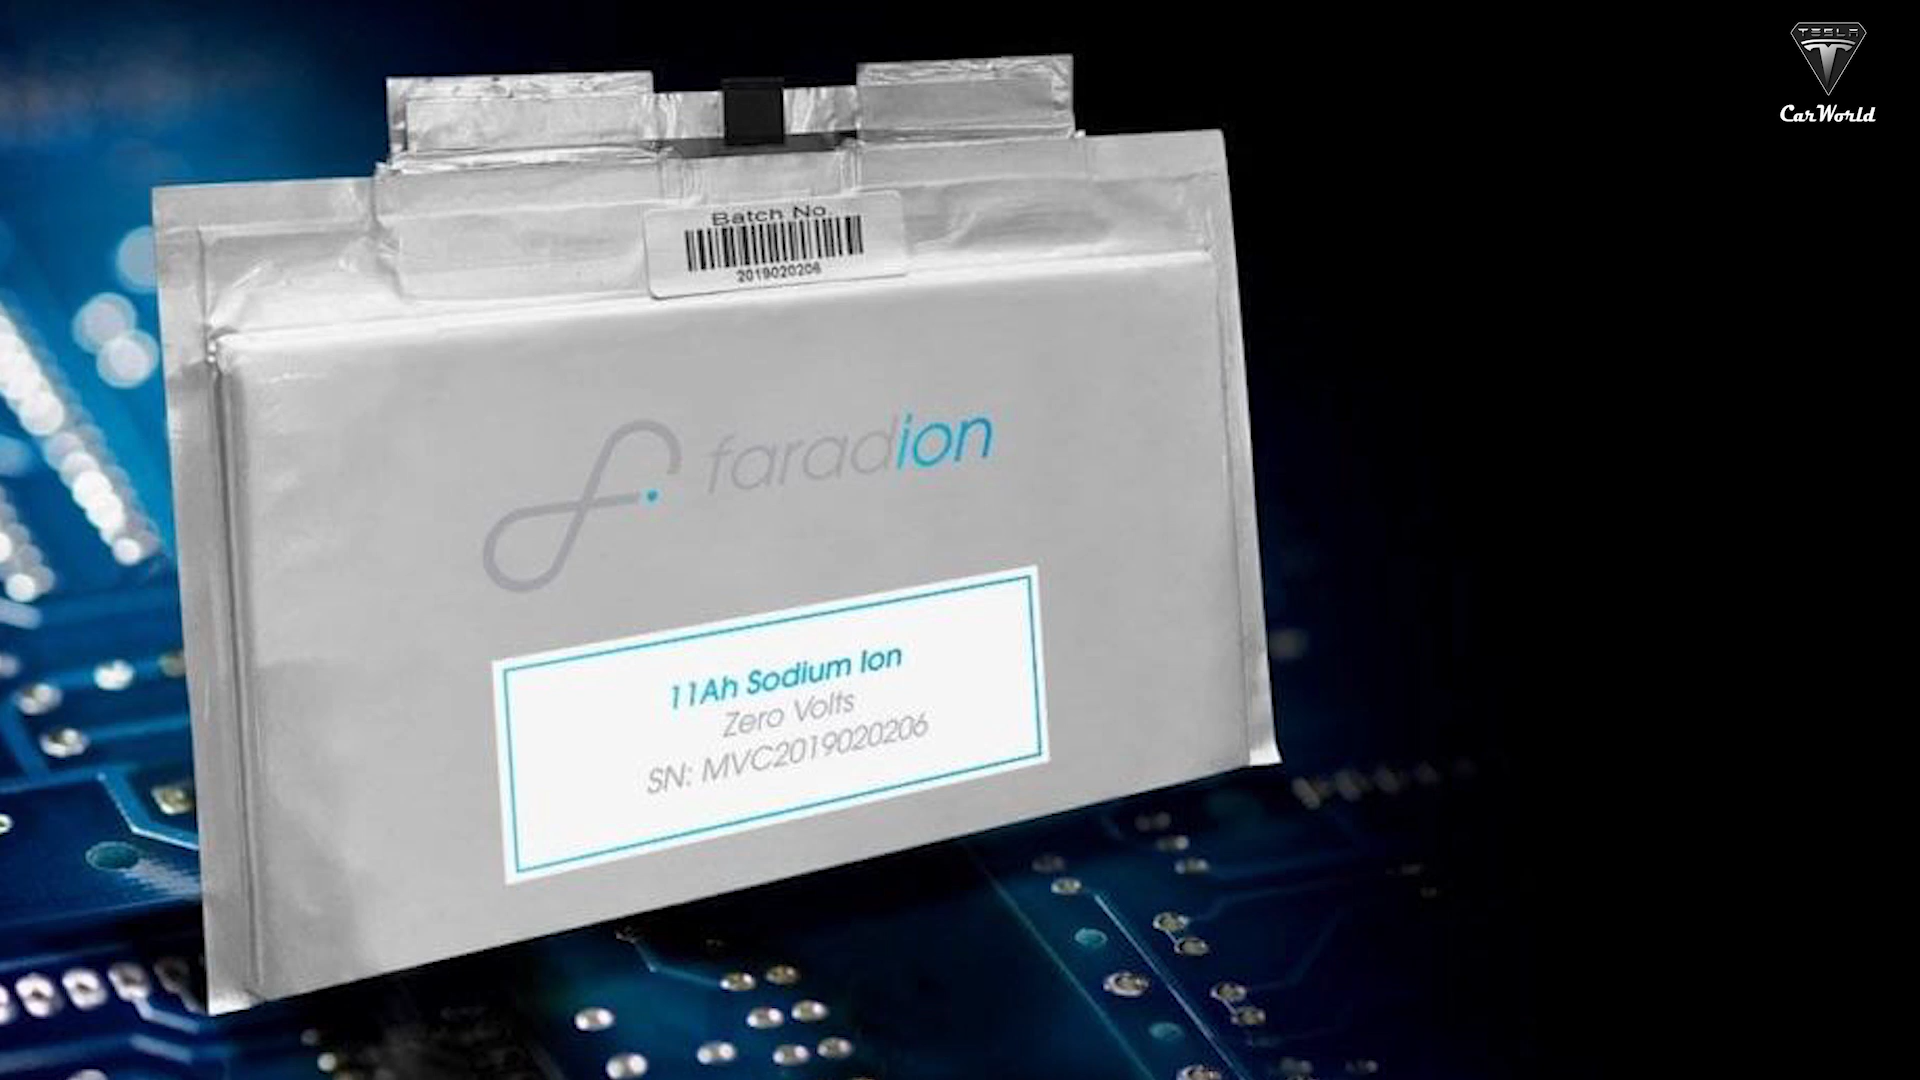 TESLA
CarWorld
Batch No.
2019020206
faradion
11Ah Sodium Ion
Zero Volts
SN: MVC2019020206